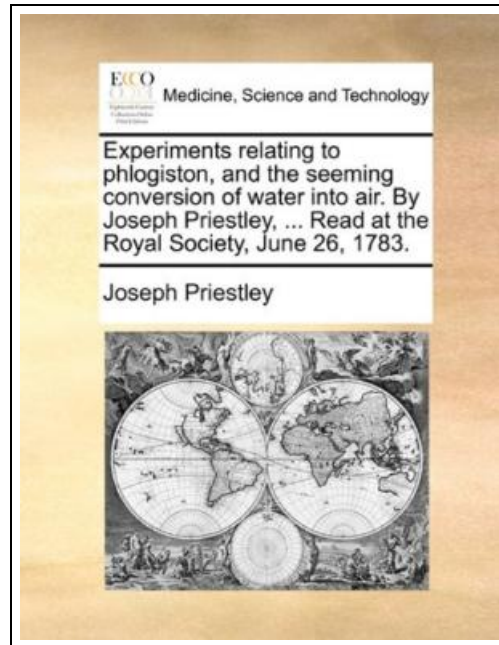 ECCO
Medicine, Science and Technology
Experiments relating to
phlogiston, and the seeming
conversion of water into air. By
Joseph Priestley, ... Read at the
Royal Society, June 26, 1783.
Joseph Priestley